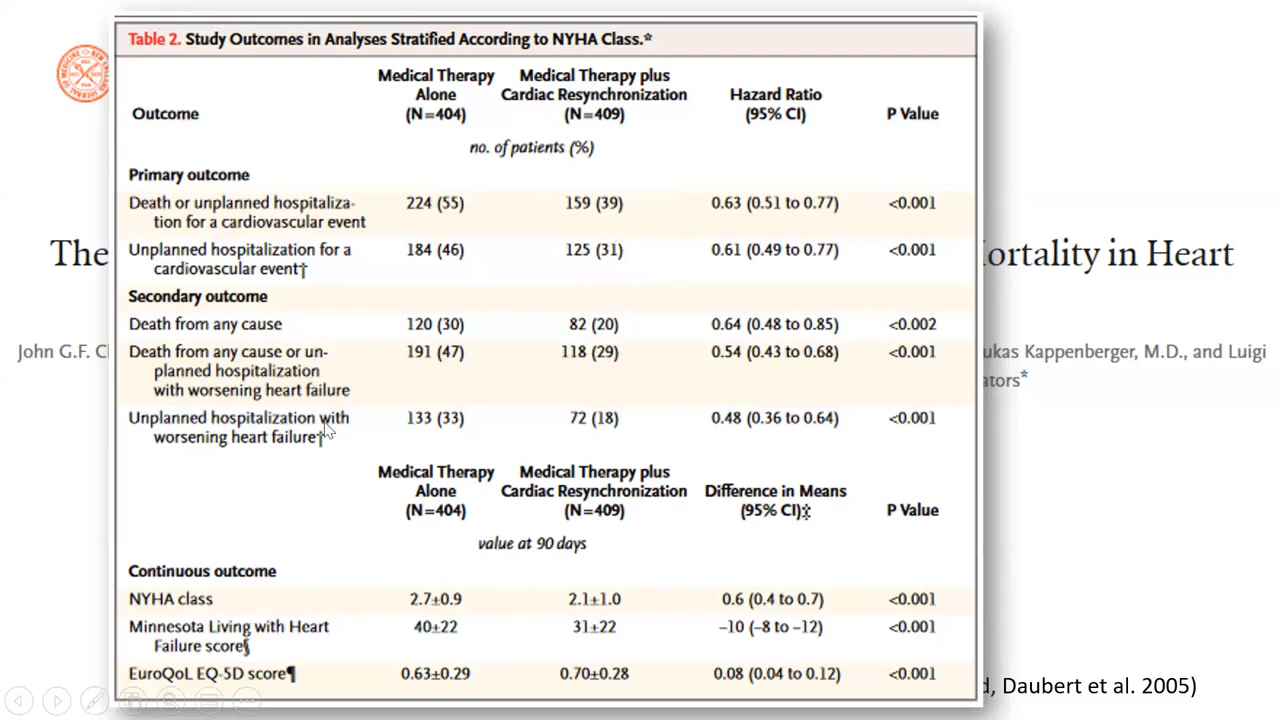 Table 2. Study Outcomes in Analyses Stratified According to NYHA Class.*
Outcome
Medical Therapy Alone (N=404)
Medical Therapy plus Cardiac Resynchronization (N=409)
Hazard Ratio (95% CI)
P Value
no. of patients (%)
Primary outcome
Death or unplanned hospitaliza-
tion for a cardiovascular event 224 (55) 159 (39) 0.63 (0.51 to 0.77) <0.001
Unplanned hospitalization for a
cardiovascular event† 184 (46) 125 (31) 0.61 (0.49 to 0.77) <0.001
Secondary outcome
Death from any cause 120 (30) 82 (20) 0.64 (0.48 to 0.85) <0.002
Death from any cause or un-
planned hospitalization
with worsening heart failure 191 (47) 118 (29) 0.54 (0.43 to 0.68) <0.001
Unplanned hospitalization with
worsening heart failure† 133 (33) 72 (18) 0.48 (0.36 to 0.64) <0.001
Medical Therapy Alone (N=404)
Medical Therapy plus Cardiac Resynchronization (N=409)
Difference in Means (95% CI)‡
P Value
value at 90 days
Continuous outcome
NYHA class 2.7±0.9 2.1±1.0 0.6 (0.4 to 0.7) <0.001
Minnesota Living with Heart
Failure score§ 40±22 31±22 −10 (−8 to −12) <0.001
EuroQoL EQ-5D score¶ 0.63±0.29 0.70±0.28 0.08 (0.04 to 0.12) <0.001
The
ortality in Heart
John G.F. C
ukas Kappenberger, M.D., and Luigi
ators*
d, Daubert et al. 2005)